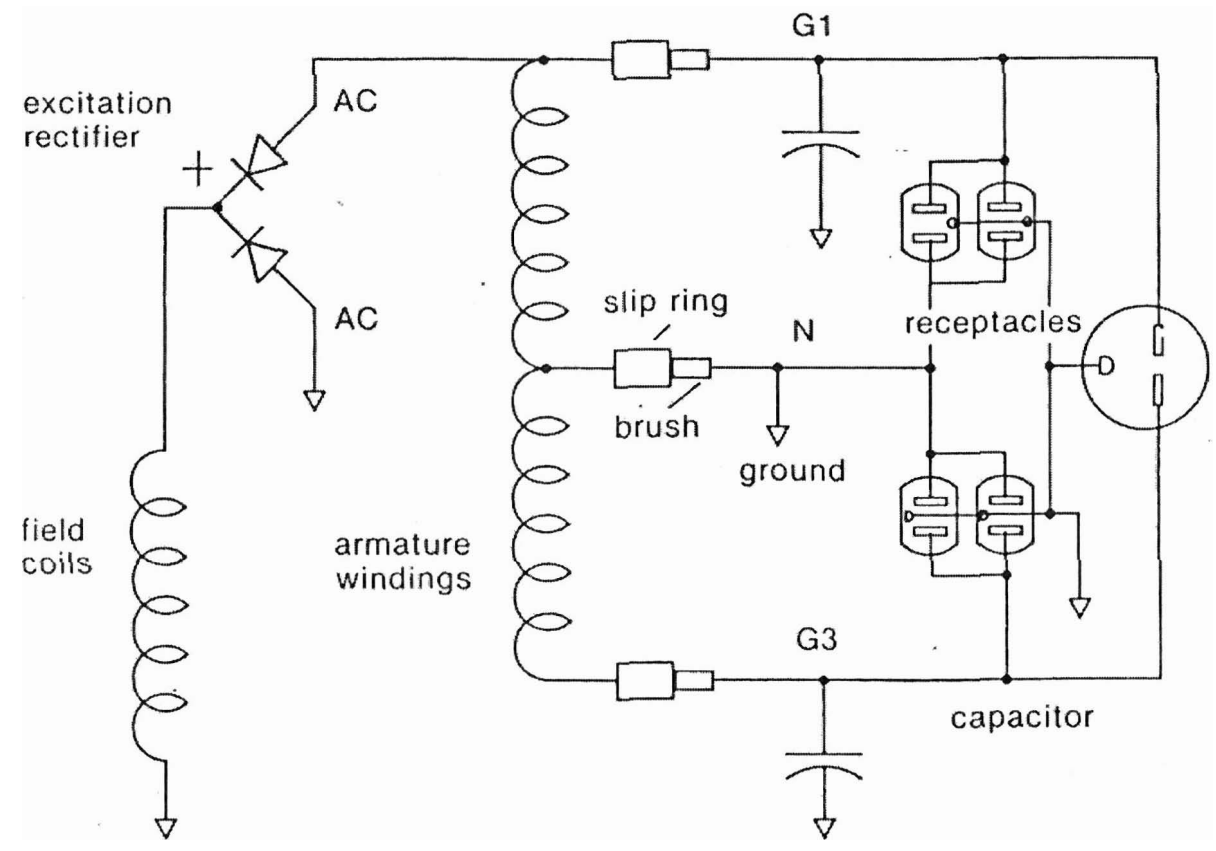 G1
excitation
rectifier
AC
+
AC
slip ring
N
receptacles
brush
ground
field
coils
armature
windings
G3
capacitor